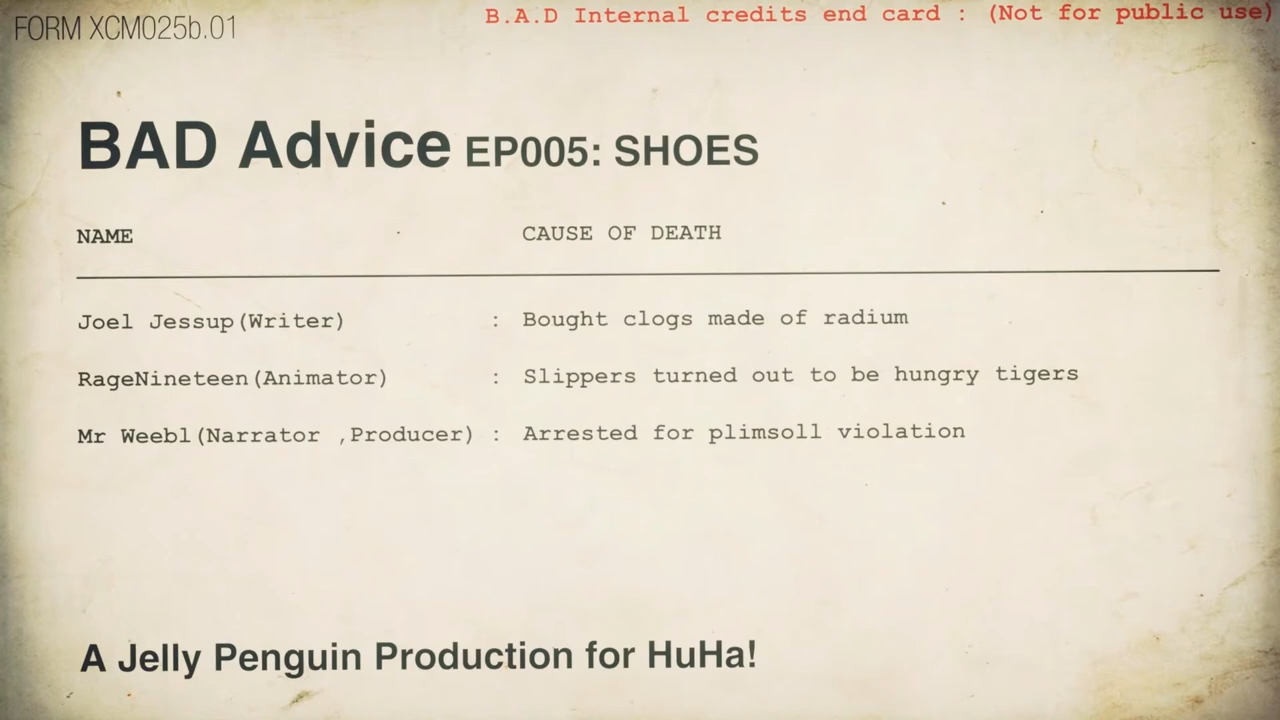 FORM XCM025b.01
B.A.D Internal credits end card : (Not for public use)
BAD Advice EP005: SHOES
NAME CAUSE OF DEATH
Joel Jessup(Writer) : Bought clogs made of radium
RageNineteen(Animator) : Slippers turned out to be hungry tigers
Mr Weebl(Narrator ,Producer) : Arrested for plimsoll violation
A Jelly Penguin Production for HuHa!